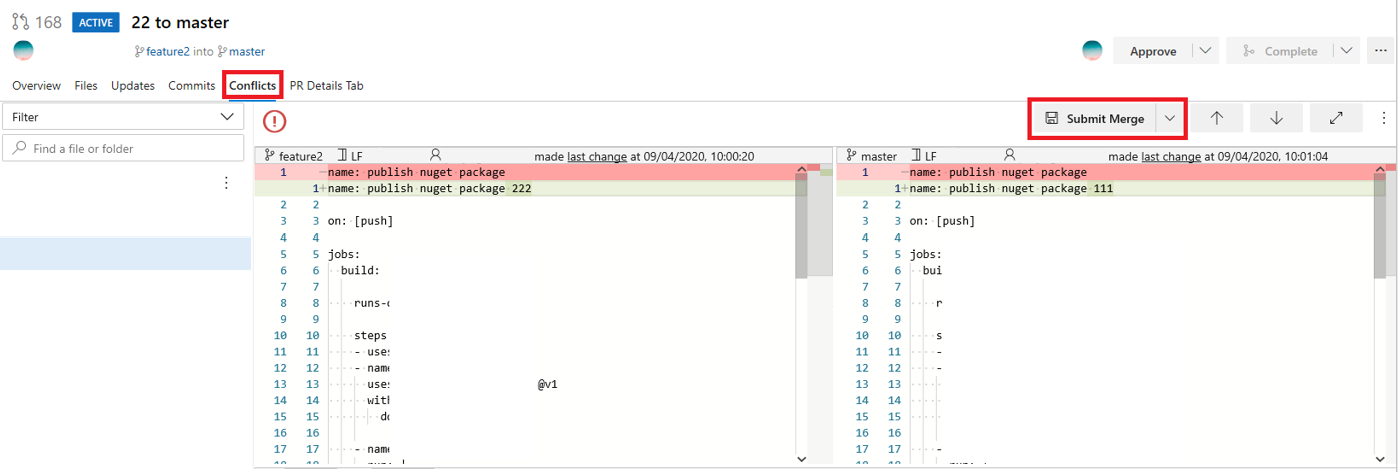 168 ACTIVE 22 to master
feature2 into master
Approve Complete
Overview Files Updates Commits Conflicts PR Details Tab
Filter
Submit Merge
Find a file or folder
feature2 LF made last change at 09/04/2020, 10:00:20
1 —name: publish nuget package
1+name: publish nuget package 222
2 2
3 3 on: [push]
4 4
5 5 jobs:
6 6 build:
7 7
8 8
9 9
10 10 steps
11 11 - uses
12 12 - name
13 13 uses @v1
14 14 with
15 15
16 16
17 17 - name
master LF made last change at 09/04/2020, 10:01:04
1 —name: publish nuget package
1+name: publish nuget package 111
2 2
3 3 on: [push]
4 4
5 5 jobs:
6 6 bui
7 7
8 8 r
9 9
10 10 s
11 11 -
12 12 -
13 13
14 14
15 15
16 16
17 17 -